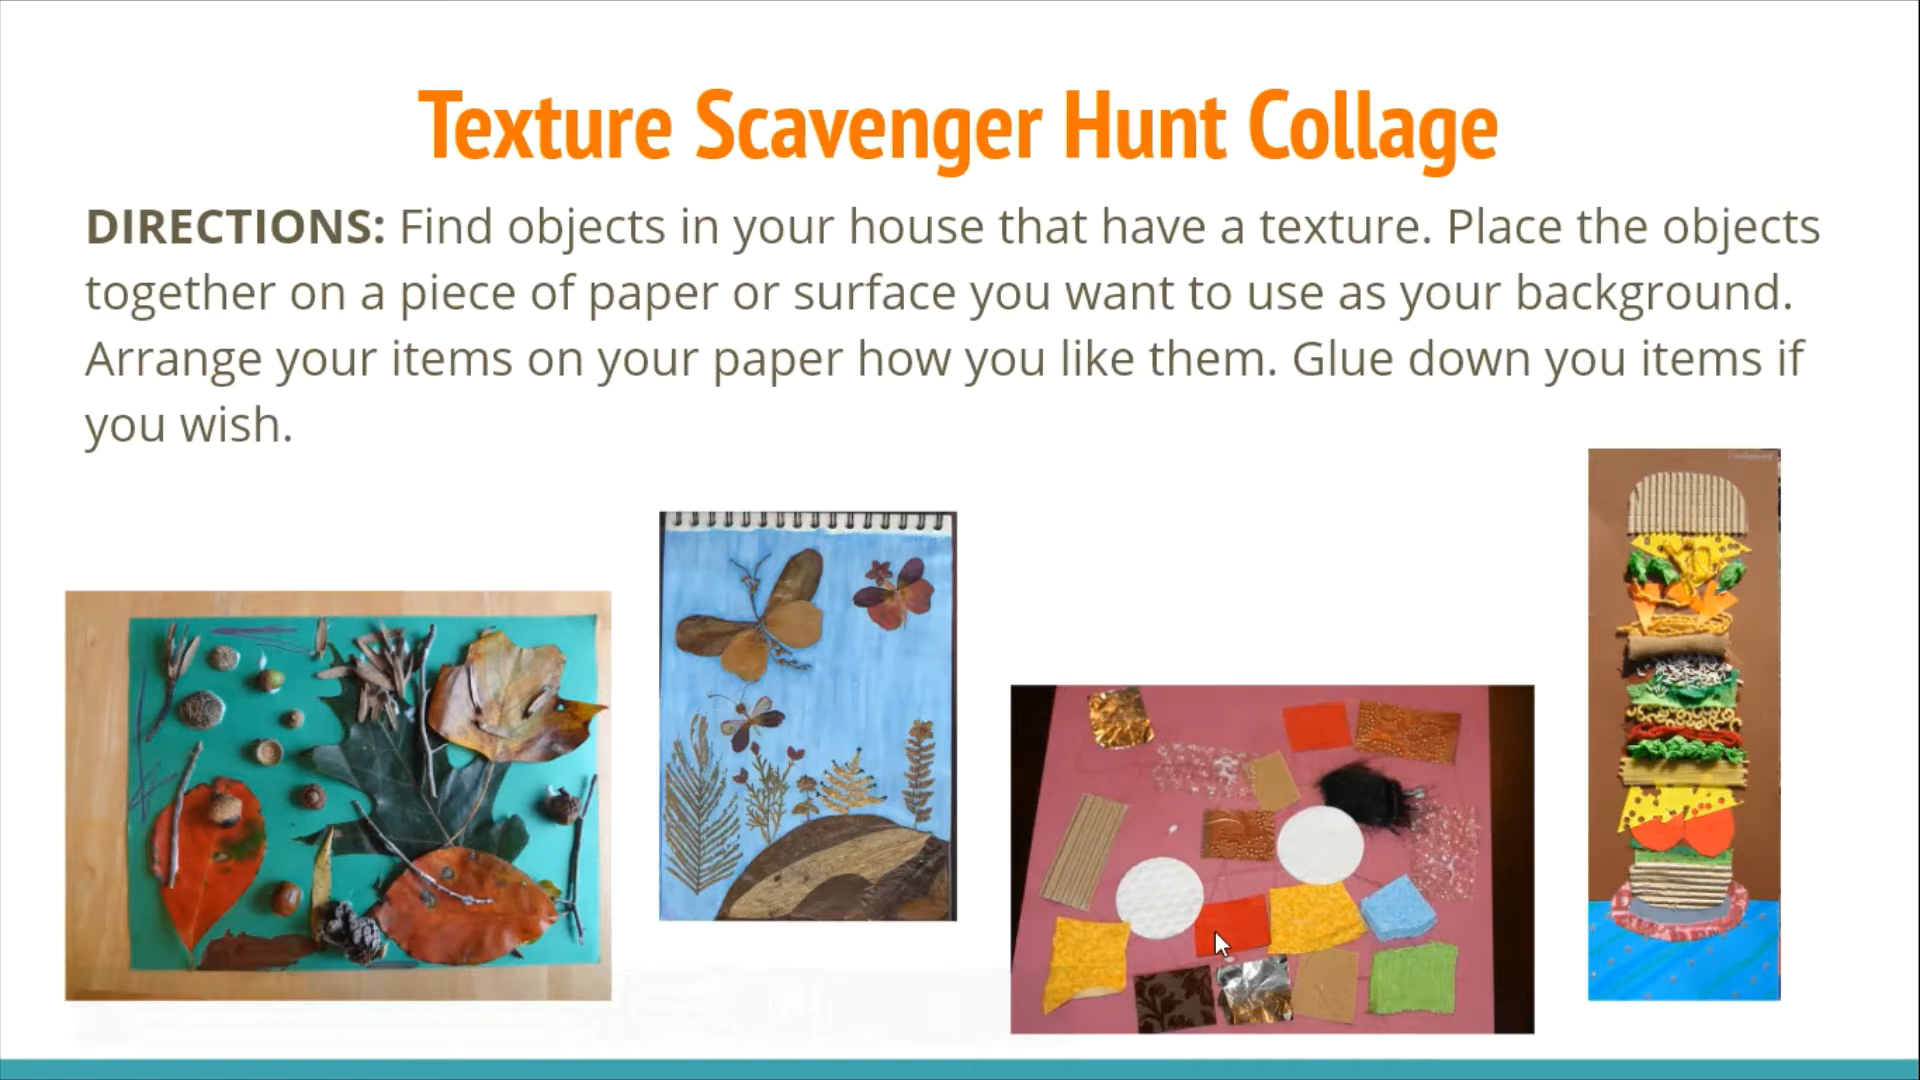 Texture Scavenger Hunt Collage
DIRECTIONS: Find objects in your house that have a texture. Place the objects
together on a piece of paper or surface you want to use as your background.
Arrange your items on your paper how you like them. Glue down you items if
you wish.